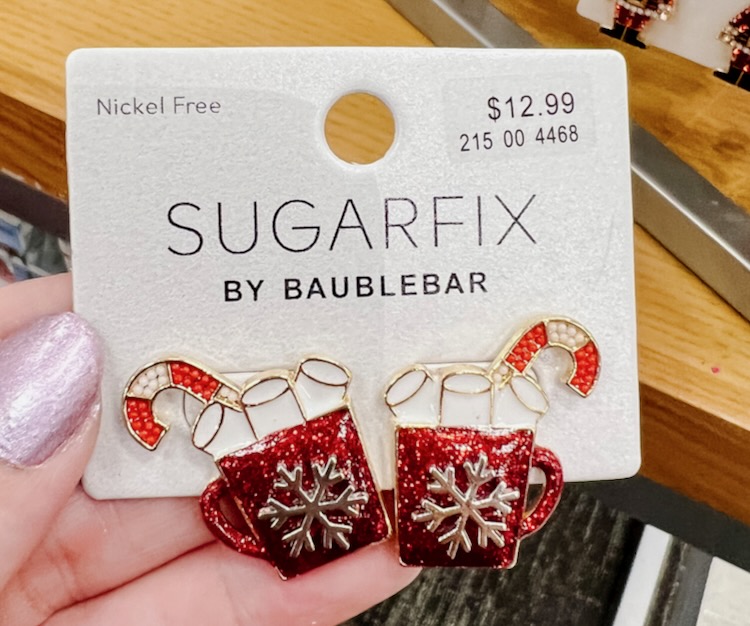 Nickel Free
$12.99
215 00 4468
SUGARFIX
BY BAUBLEBAR